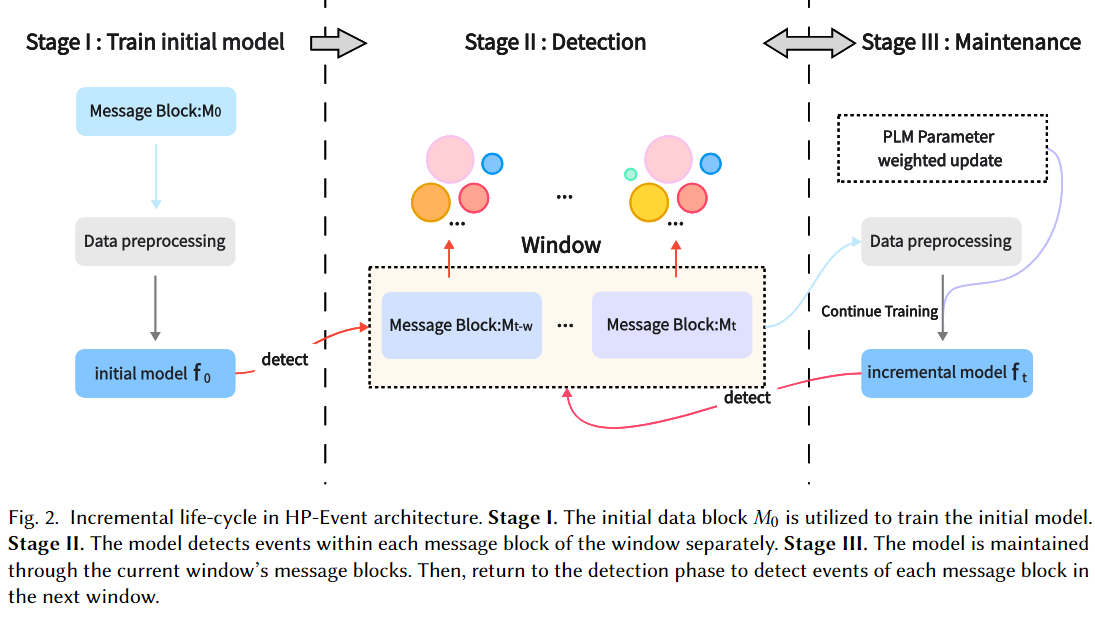 Stage I : Train initial model
Stage II : Detection
Stage III : Maintenance
Message Block:M0
Data preprocessing
initial model f0
detect
...
...
...
Window
Message Block:Mt-w
...
Message Block:Mt
detect
PLM Parameter
weighted update
Data preprocessing
Continue Training
incremental model ft
Fig. 2. Incremental life-cycle in HP-Event architecture. Stage I. The initial data block M0 is utilized to train the initial model.
Stage II. The model detects events within each message block of the window separately. Stage III. The model is maintained
through the current window's message blocks. Then, return to the detection phase to detect events of each message block in
the next window.